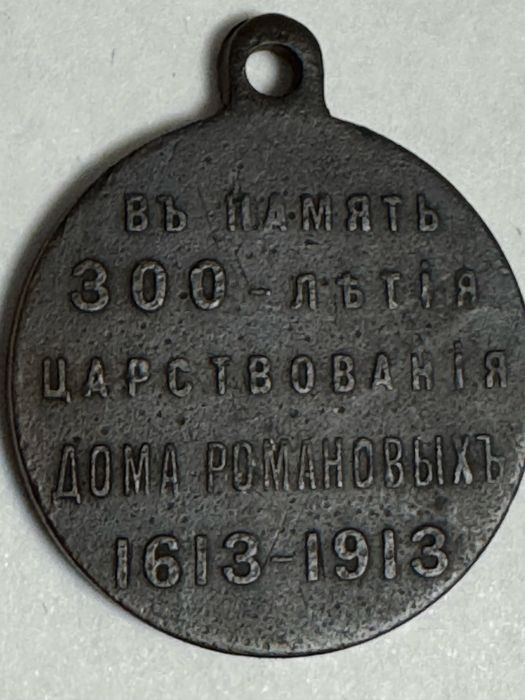 ВЪ ПАМЯТЬ
300-ЛѢТІЯ
ЦАРСТВОВАНІЯ
ДОМА РОМАНОВЫХЪ
1613-1913